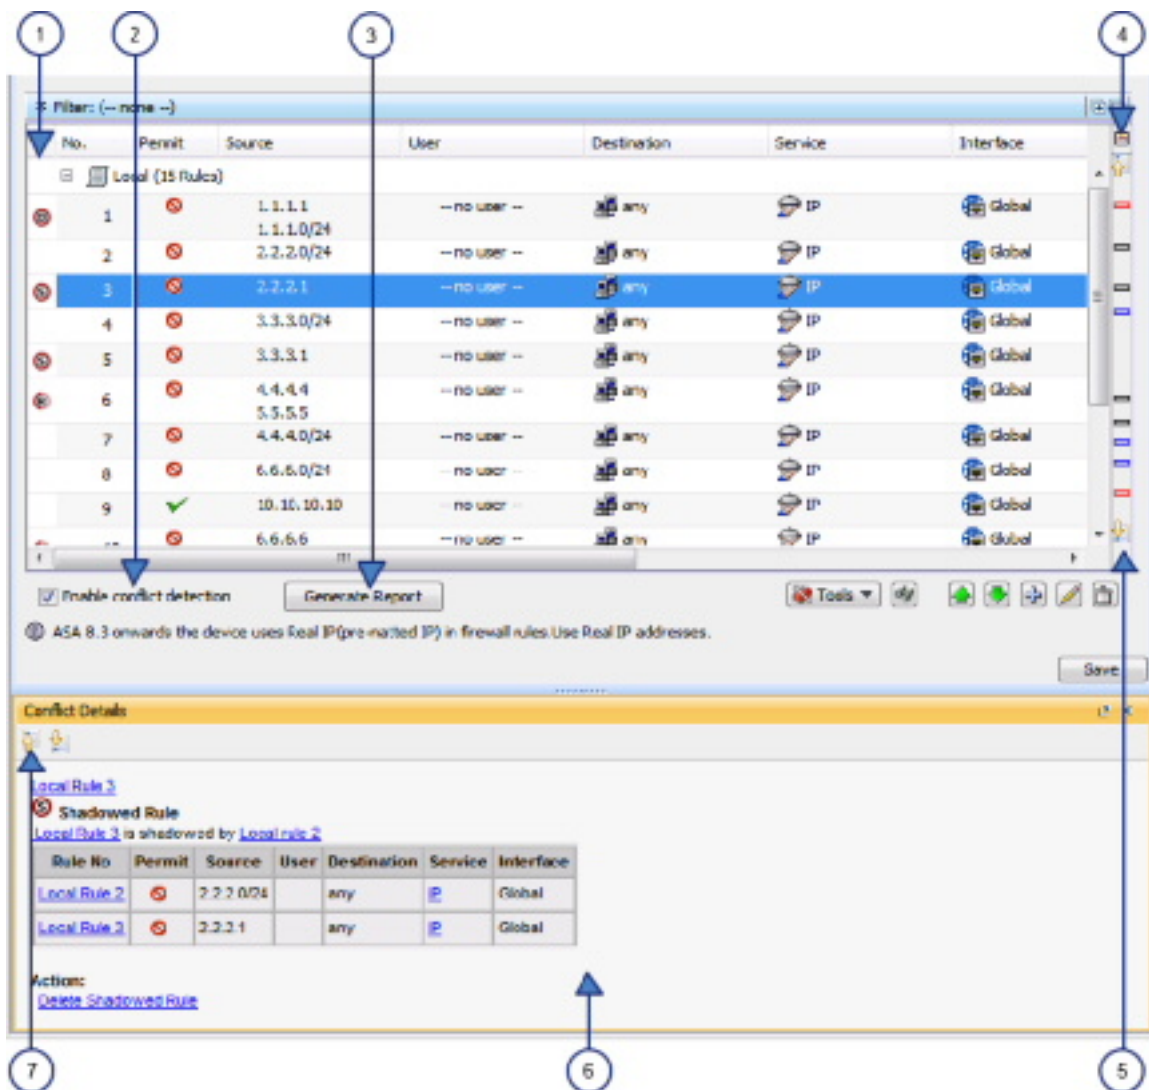 1 2 3 4
Filter: (-- none --)
No. Permit Source User Destination Service Interface
Local (15 Rules)
1 1.1.1.1 -- no user -- any IP Global
1.1.1.0/24
2 2.2.2.0/24 -- no user -- any IP Global
3 2.2.2.1 -- no user -- any IP Global
4 3.3.3.0/24 -- no user -- any IP Global
5 3.3.3.1 -- no user -- any IP Global
6 4.4.4.4 -- no user -- any IP Global
5.5.5.5
7 4.4.4.0/24 -- no user -- any IP Global
8 6.6.6.0/24 -- no user -- any IP Global
9 10.10.10.10 -- no user -- any IP Global
6.6.6.6 -- no user -- any IP Global
Enable conflict detection Generate Report Tools
ASA 8.3 onwards the device uses Real IP(pre-natted IP) in firewall rules.Use Real IP addresses.
Save
Conflict Details
Local Rule 3
Shadowed Rule
Local Rule 3 is shadowed by Local rule 2
Rule No Permit Source User Destination Service Interface
Local Rule 2 2.2.2.0/24 any IP Global
Local Rule 3 2.2.2.1 any IP Global
Action:
Delete Shadowed Rule
7 6 5